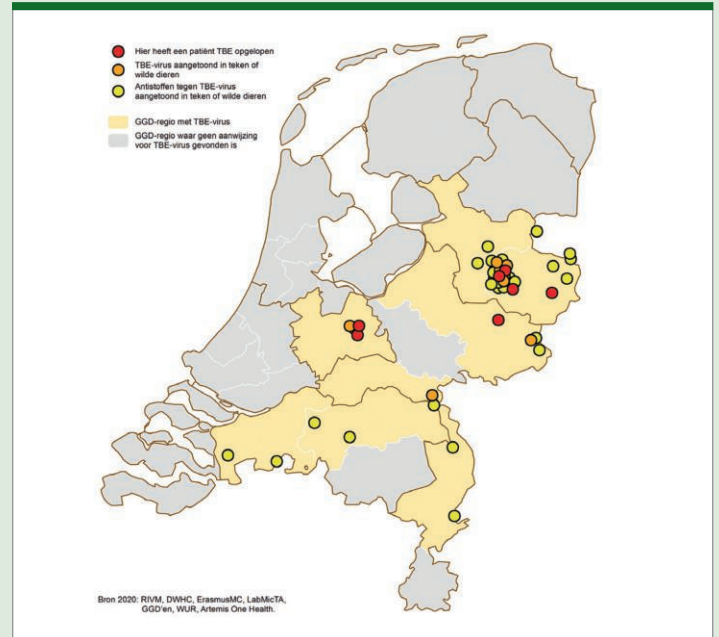 Hier heeft een patiënt TBE opgelopen
TBE-virus aangetoond in teken of
wilde dieren
Antistoffen tegen TBE-virus
aangetoond in teken of wilde dieren
GGD-regio met TBE-virus
GGD-regio waar geen aanwijzing
voor TBE-virus gevonden is
Bron 2020: RIVM, DWHC, ErasmusMC, LabMicTA,
GGD'en, WUR, Artemis One Health.